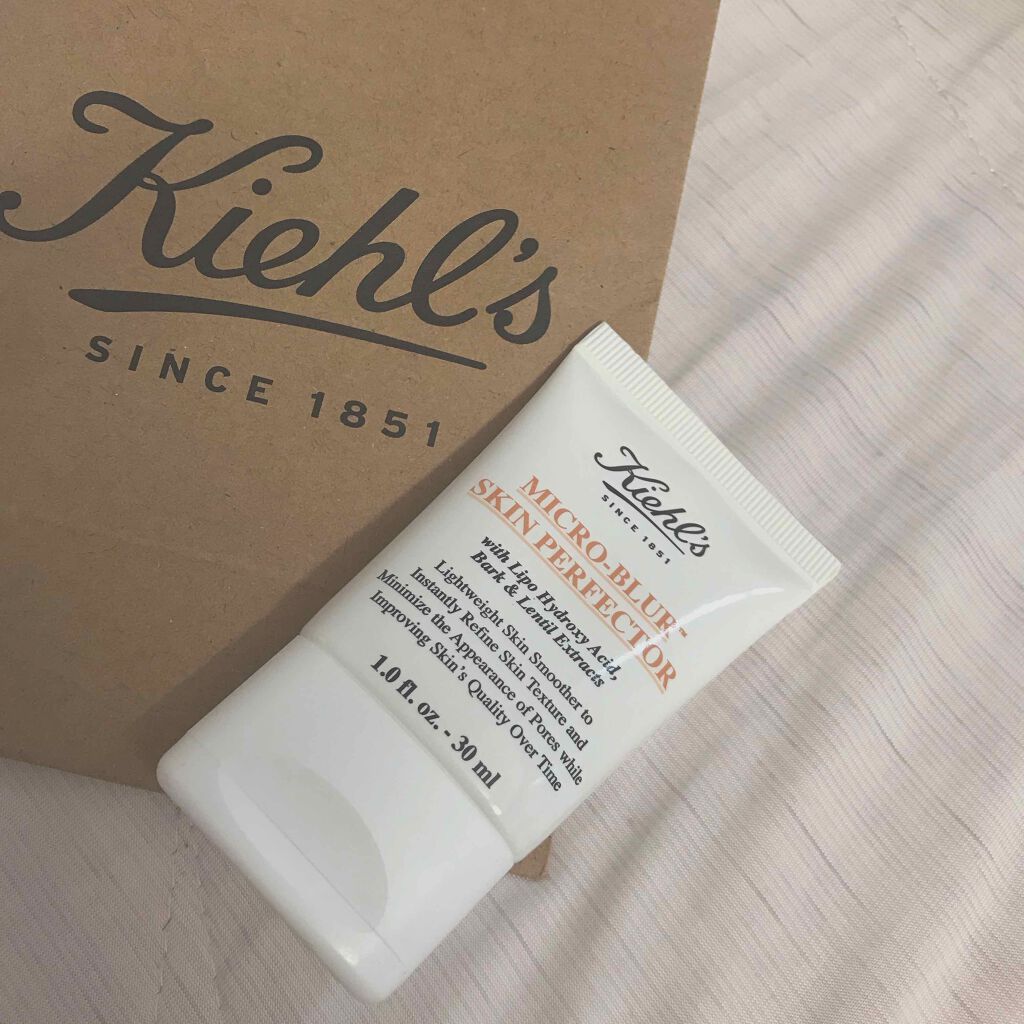 Kiehl's
SINCE 1851
Kiehl's
SINCE 1851
MICRO-BLUR™
SKIN PERFECTOR
with Lipo Hydroxy Acid,
Bark & Lentil Extracts
Lightweight Skin Smoother to
Instantly Refine Skin Texture and
Minimize the Appearance of Pores while
Improving Skin's Quality Over Time
1.0 fl. oz. - 30 ml